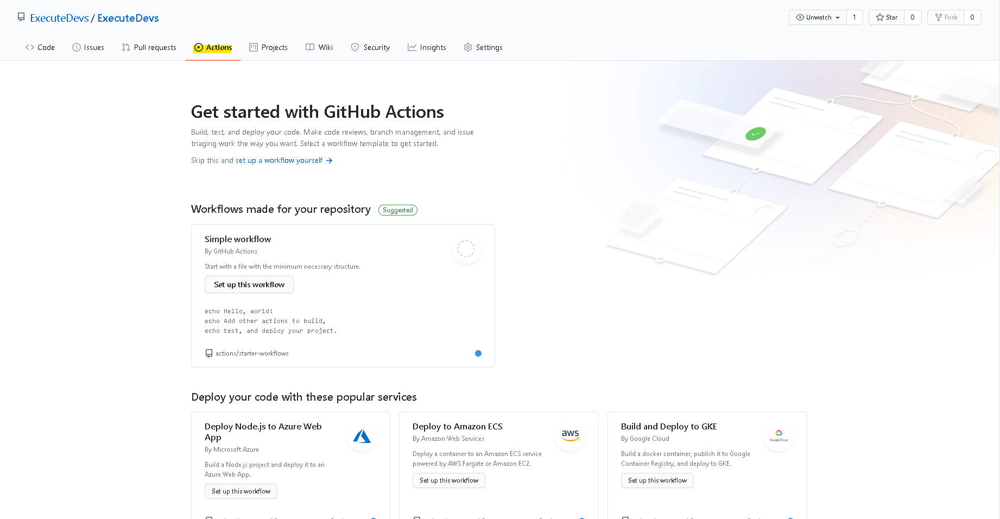 ExecuteDevs / ExecuteDevs
Unwatch 1
Star 0
Fork 0
Code
Issues
Pull requests
Actions
Projects
Wiki
Security
Insights
Settings
Get started with GitHub Actions
Build, test, and deploy your code. Make code reviews, branch management, and issue
triaging work the way you want. Select a workflow template to get started.
Skip this and set up a workflow yourself →
Workflows made for your repository Suggested
Simple workflow
By GitHub Actions
Start with a file with the minimum necessary structure.
Set up this workflow
echo Hello, world!
echo Add other actions to build,
echo test, and deploy your project.
actions/starter-workflows
Deploy your code with these popular services
Deploy Node.js to Azure Web
App
By Microsoft Azure
Build a Node.js project and deploy it to an
Azure Web App.
Set up this workflow
Deploy to Amazon ECS
By Amazon Web Services
aws
Deploy a container to an Amazon ECS service
powered by AWS Fargate or Amazon EC2.
Set up this workflow
Build and Deploy to GKE
By Google Cloud
Google Cloud
Build a docker container, publish it to Google
Container Registry, and deploy to GKE.
Set up this workflow